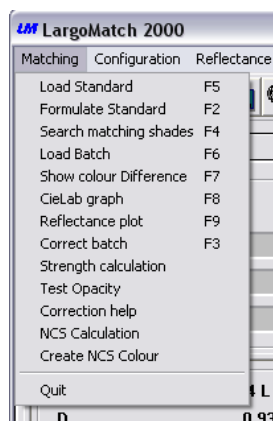 LM LargoMatch 2000
Matching Configuration Reflectance
Load Standard F5
Formulate Standard F2
Search matching shades F4
Load Batch F6
Show colour Difference F7
CieLab graph F8
Reflectance plot F9
Correct batch F3
Strength calculation
Test Opacity
Correction help
NCS Calculation
Create NCS Colour
Quit
L
D 0.93